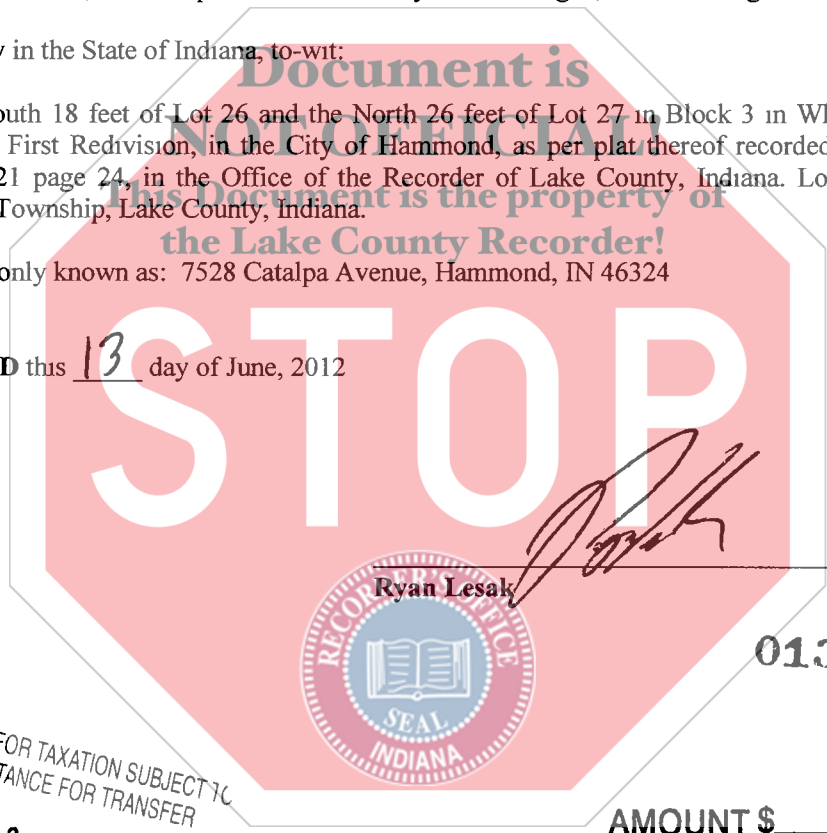 y in the State of Indiana, to-wit:
Document is
outh 18 feet of Lot 26 and the North 26 feet of Lot 27 in Block 3 in
NOT OFFICIAL!
First Redivision, in the City of Hammond, as per plat thereof recorded
21 page 24, in the Office of the Recorder of Lake County, Indiana. Lo
This Document is the property of
Township, Lake County, Indiana.
the Lake County Recorder!
only known as: 7528 Catalpa Avenue, Hammond, IN 46324
STOP
D this 13 day of June, 2012
Ryan Lesak
RECORDER'S OFFICE
SEAL
INDIANA
013
FOR TAXATION SUBJECT TO
TANCE FOR TRANSFER
AMOUNT $